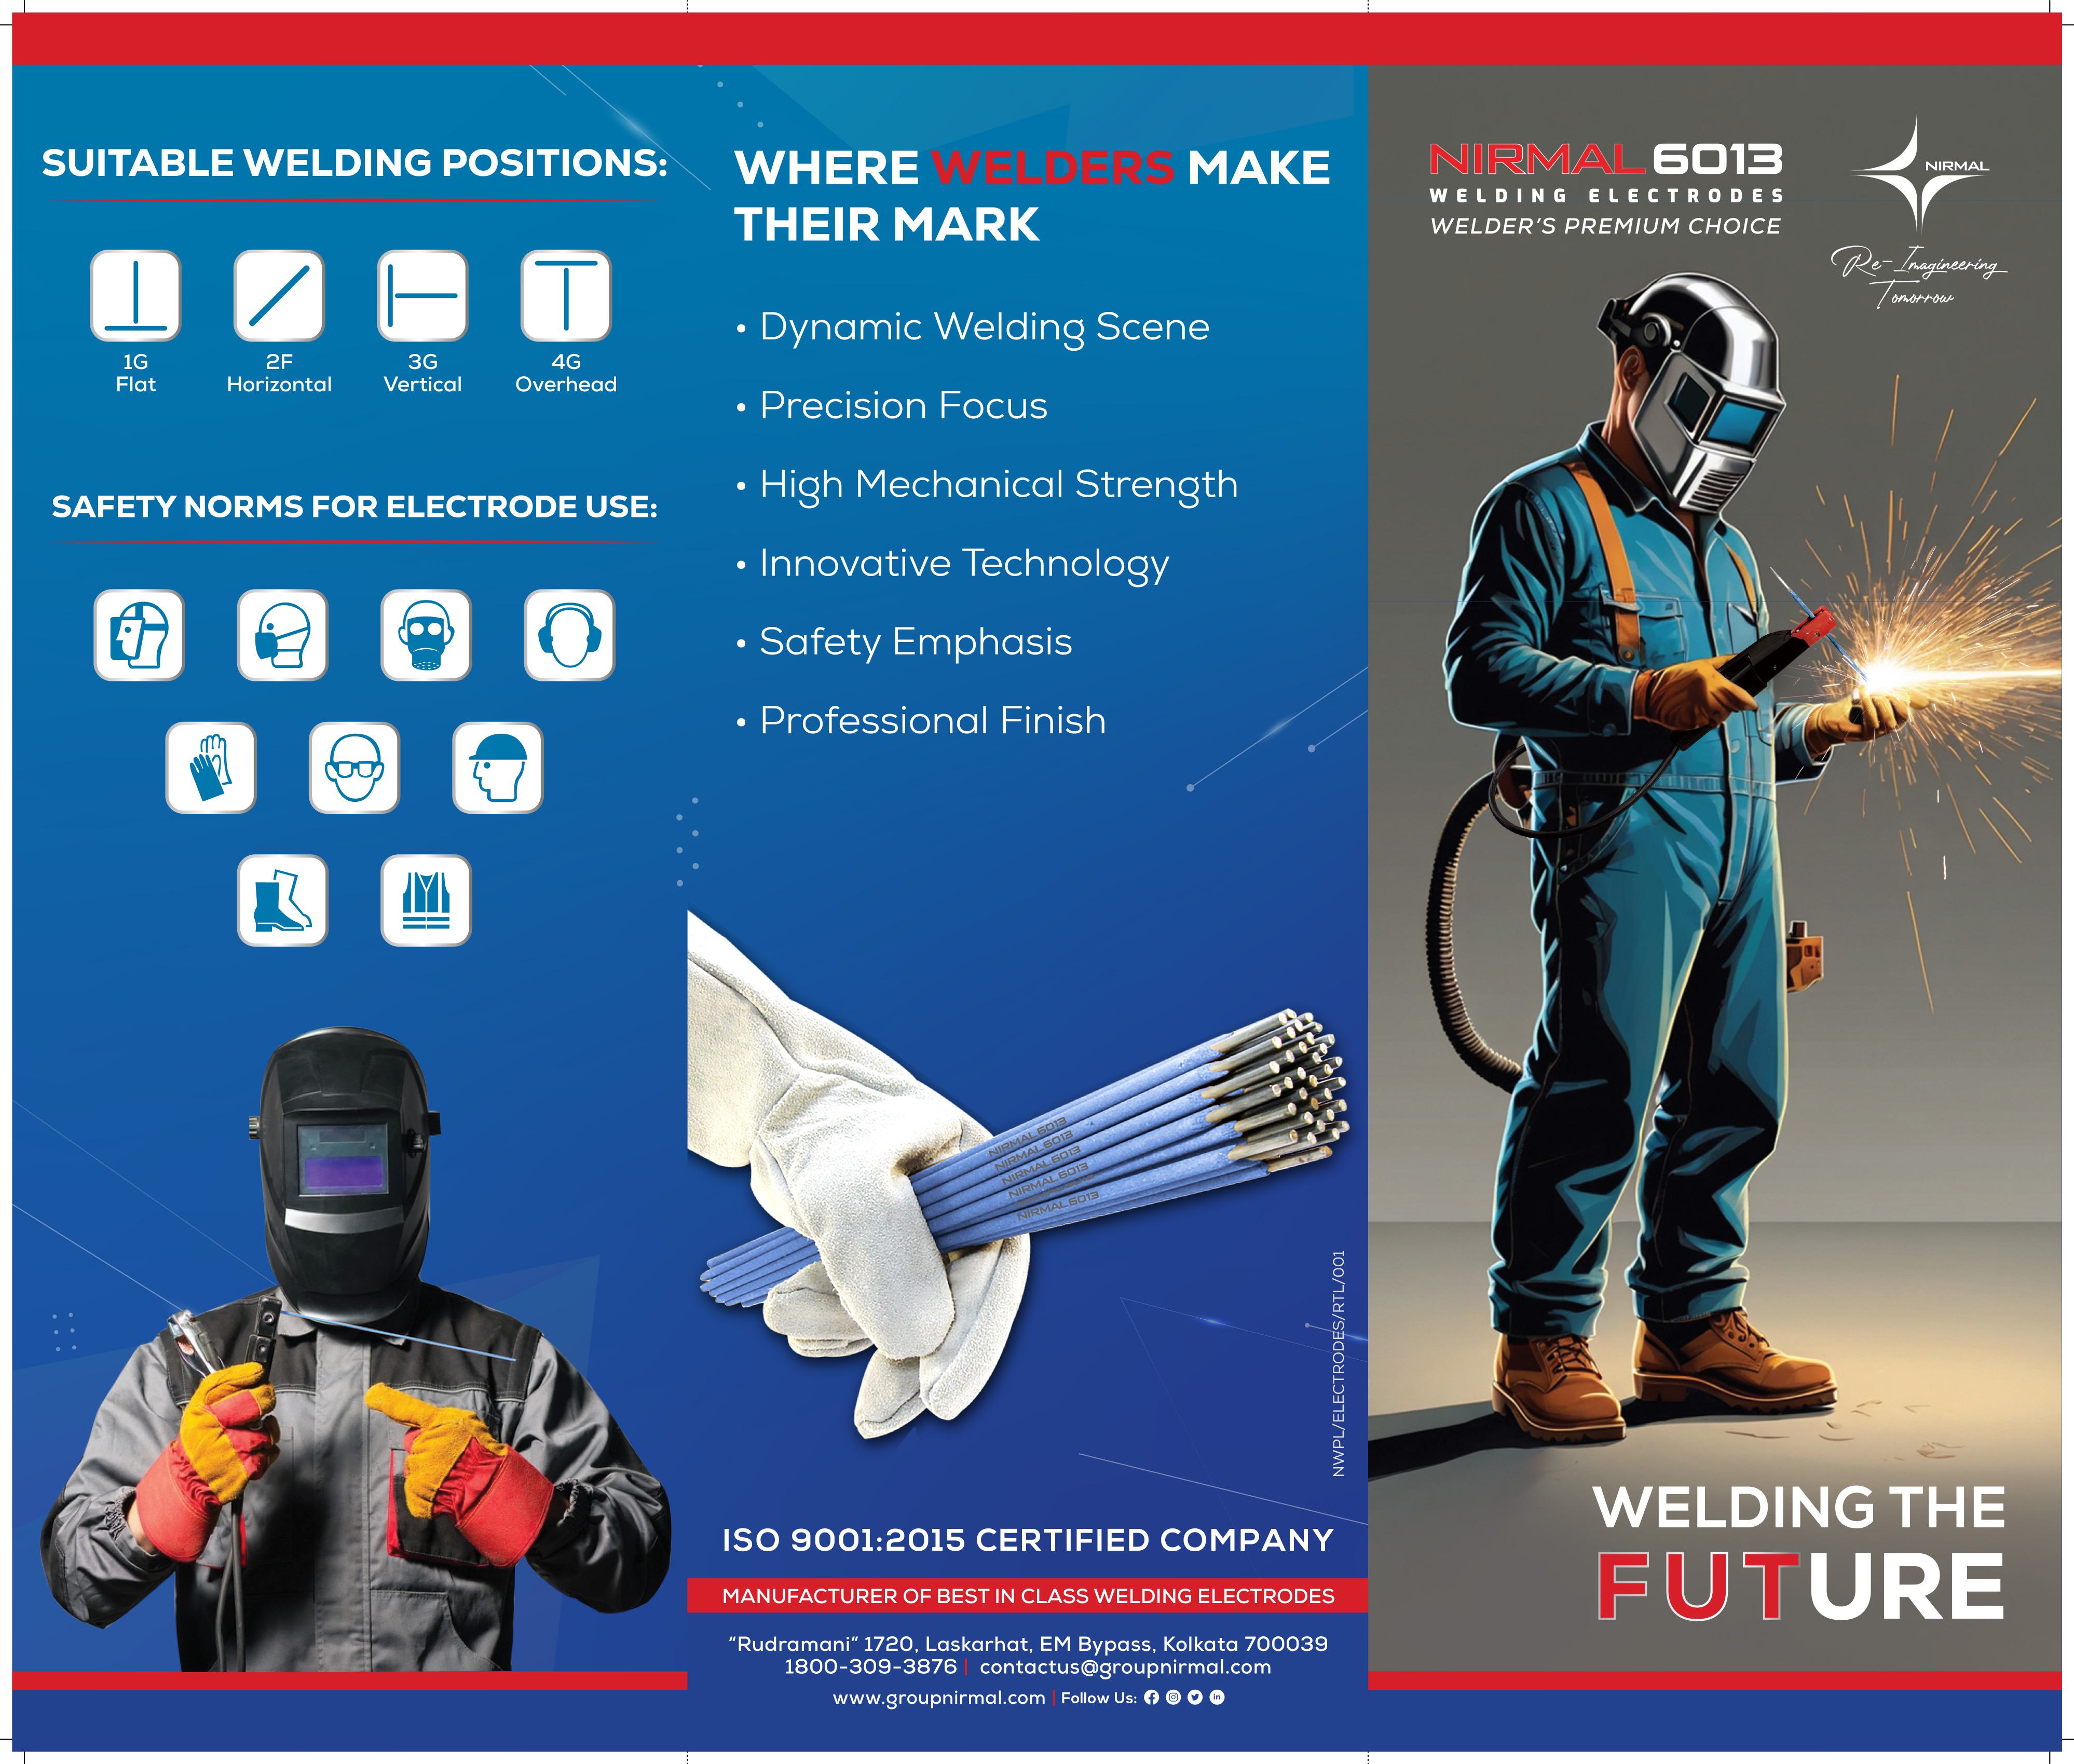 SUITABLE WELDING POSITIONS:
1G
Flat
2F
Horizontal
3G
Vertical
4G
Overhead
SAFETY NORMS FOR ELECTRODE USE:
WHERE WELDERS MAKE
THEIR MARK
• Dynamic Welding Scene
• Precision Focus
• High Mechanical Strength
• Innovative Technology
• Safety Emphasis
• Professional Finish
NIRMAL 6013
NIRMAL 6013
NIRMAL 6013
NIRMAL 6013
NIRMAL 6013
NWPL/ELECTRODES/RTL/001
ISO 9001:2015 CERTIFIED COMPANY
MANUFACTURER OF BEST IN CLASS WELDING ELECTRODES
“Rudramani” 1720, Laskarhat, EM Bypass, Kolkata 700039
1800-309-3876 | contactus@groupnirmal.com
www.groupnirmal.com | Follow Us:
NIRMAL 6013
WELDING ELECTRODES
WELDER'S PREMIUM CHOICE
NIRMAL
Re-Imagineering
Tomorrow
WELDING THE
FUTURE